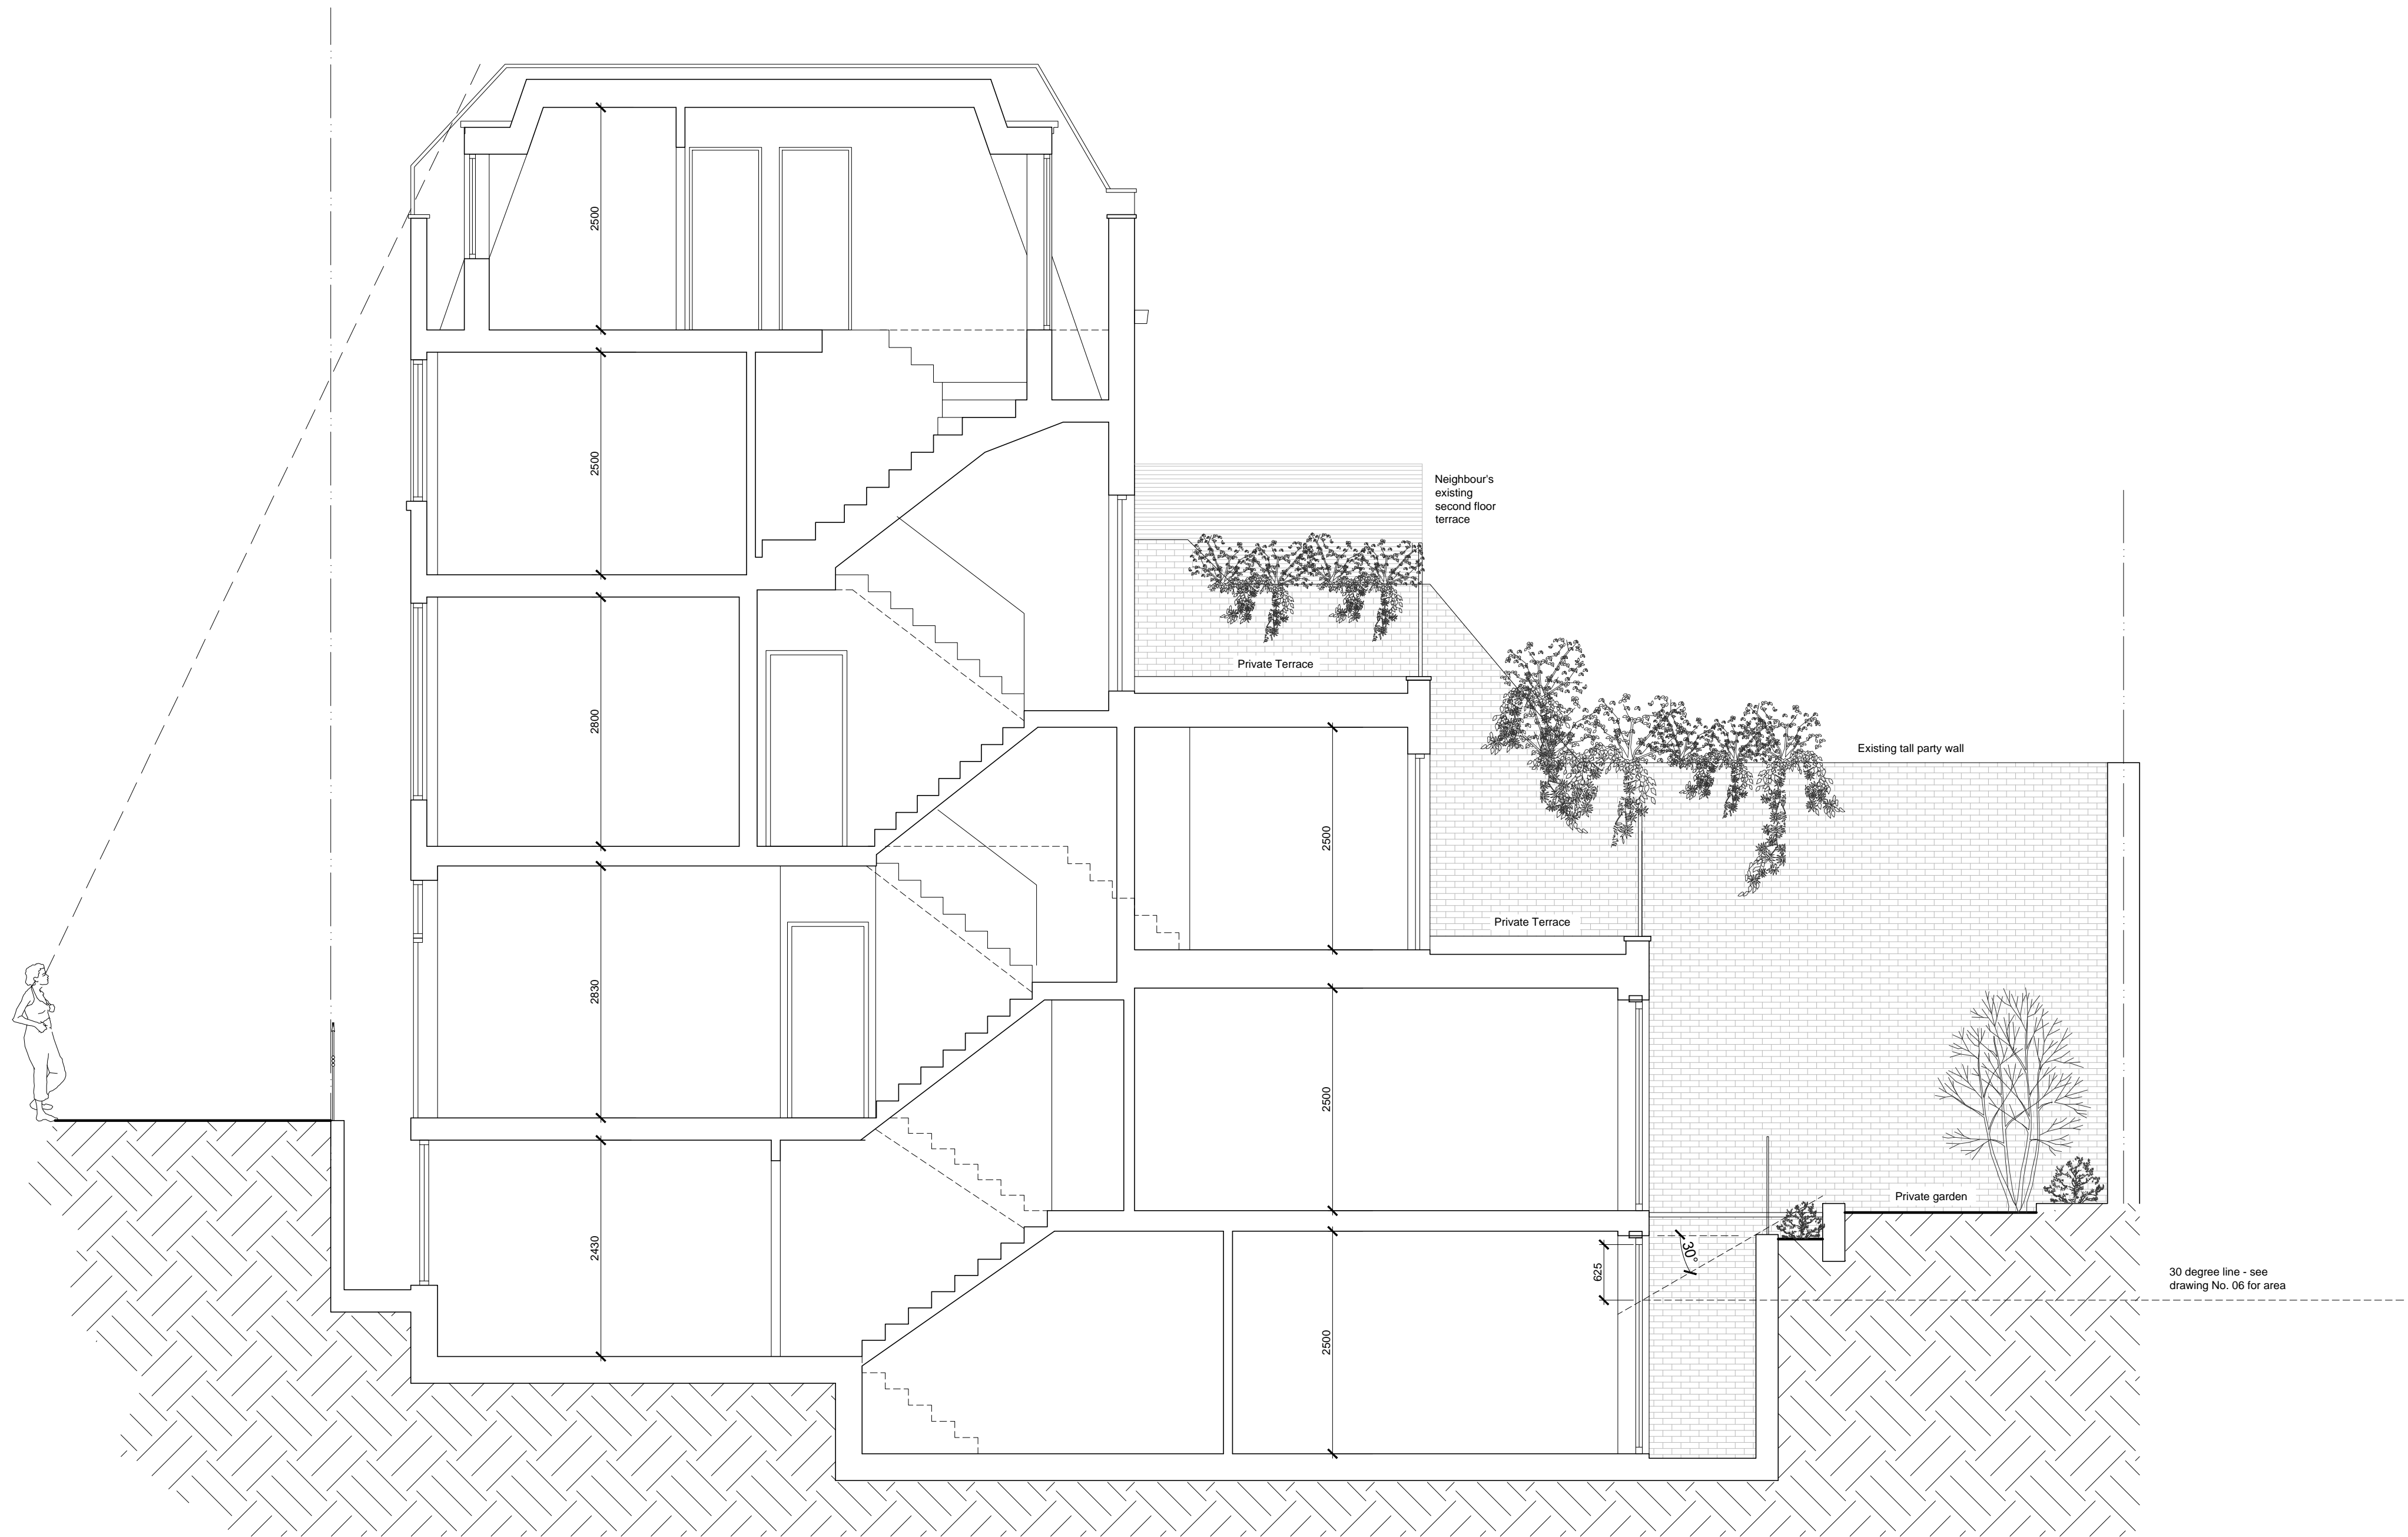 2500
2500
Neighbour's
existing
second floor
terrace
Private Terrace
2800
Existing tall party wall
2500
Private Terrace
2830
2500
Private garden
2430
30°
625
30 degree line - see
drawing No. 06 for area
2500